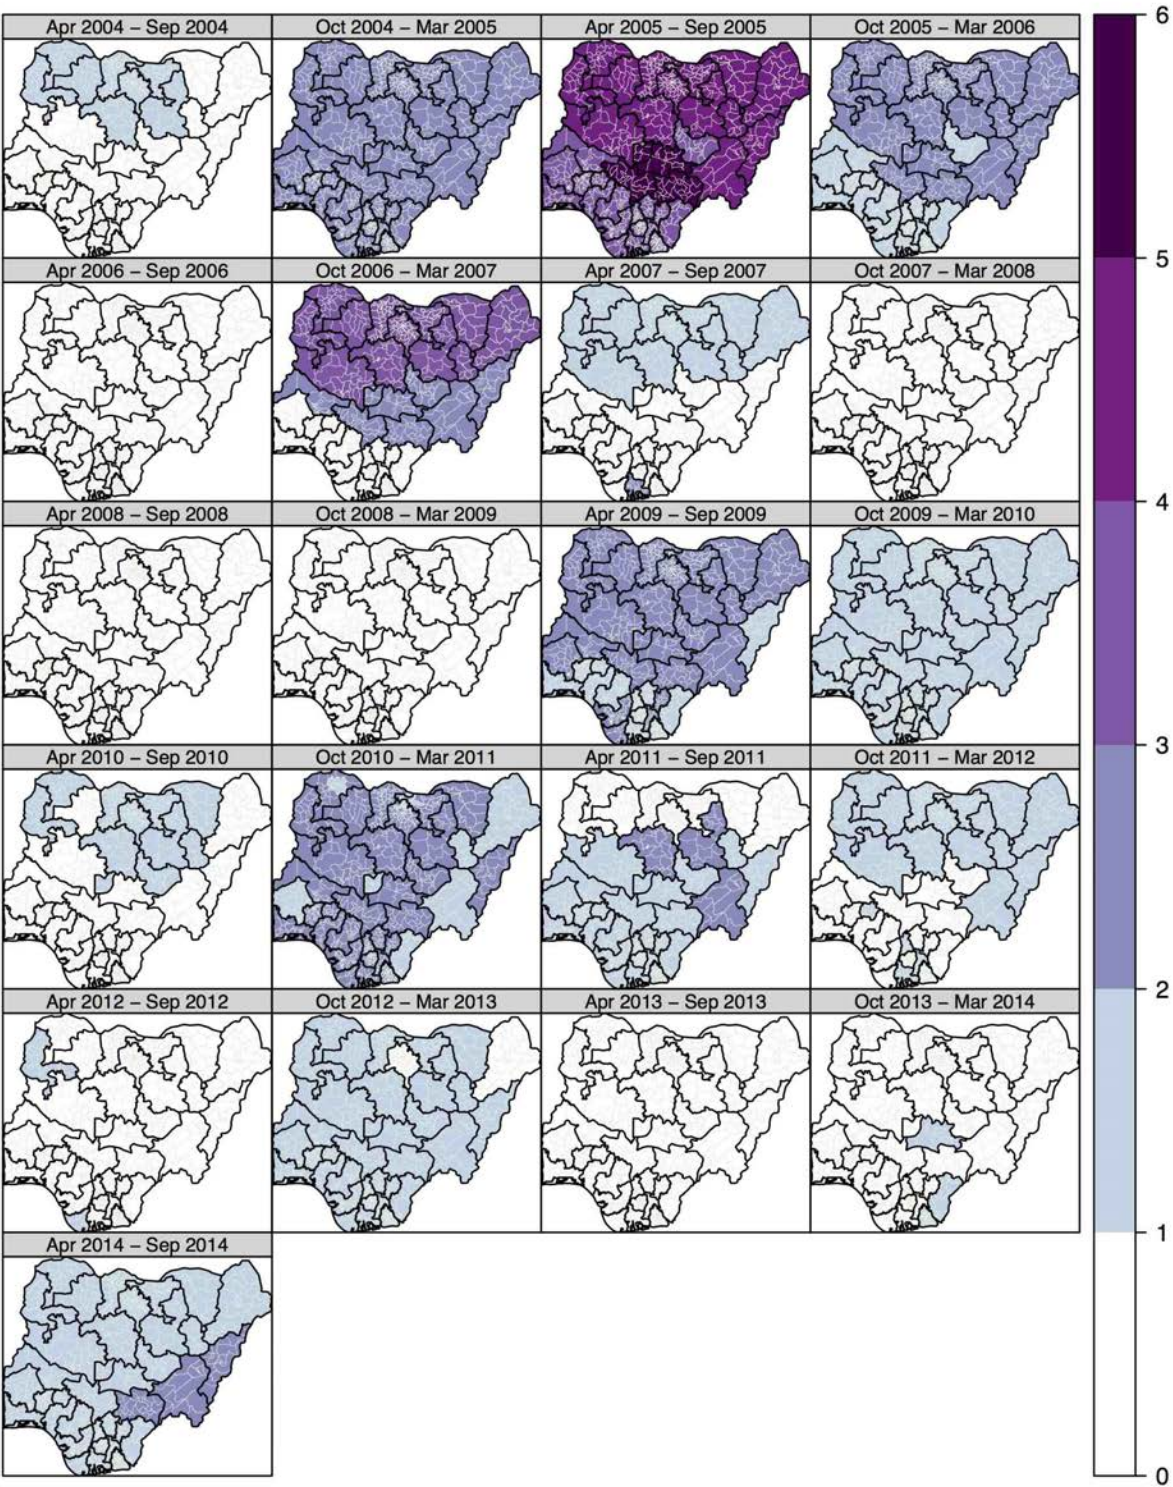 Apr 2004 – Sep 2004
Oct 2004 – Mar 2005
Apr 2005 – Sep 2005
Oct 2005 – Mar 2006
Apr 2006 – Sep 2006
Oct 2006 – Mar 2007
Apr 2007 – Sep 2007
Oct 2007 – Mar 2008
Apr 2008 – Sep 2008
Oct 2008 – Mar 2009
Apr 2009 – Sep 2009
Oct 2009 – Mar 2010
Apr 2010 – Sep 2010
Oct 2010 – Mar 2011
Apr 2011 – Sep 2011
Oct 2011 – Mar 2012
Apr 2012 – Sep 2012
Oct 2012 – Mar 2013
Apr 2013 – Sep 2013
Oct 2013 – Mar 2014
Apr 2014 – Sep 2014
6
5
4
3
2
1
0